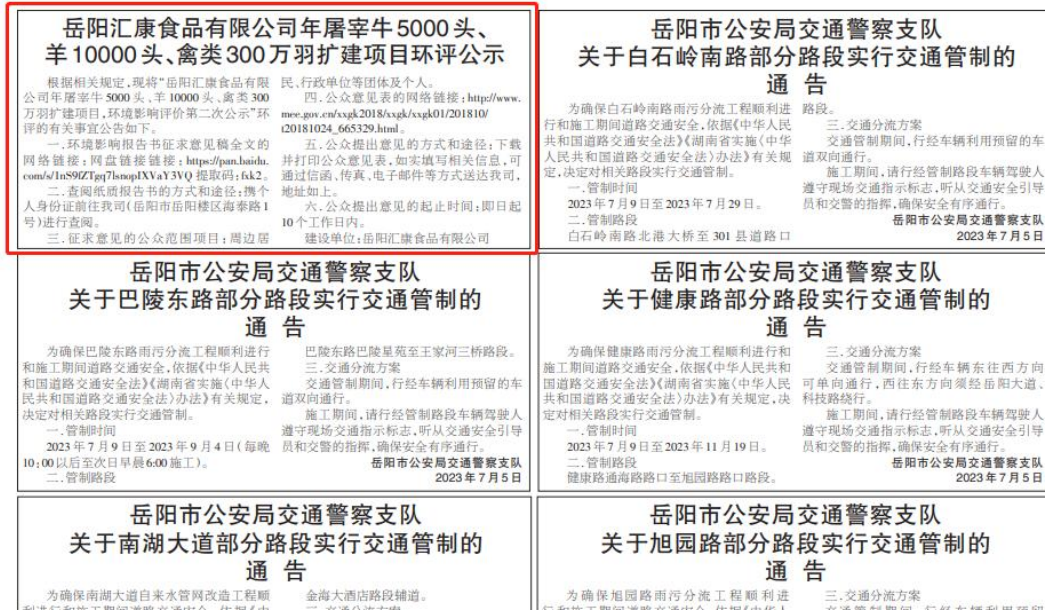 岳阳汇康食品有限公司年屠宰牛5000头、
羊10000头、禽类300万羽扩建项目环评公示
根据相关规定,现将“岳阳汇康食品有限
公司年屠宰牛5000头、羊10000头、禽类300
万羽扩建项目,环境影响评价第二次公示”环
评的有关事宜公告如下。
一、环境影响报告书征求意见稿全文的
网络链接:网盘链接链接:https://pan.baidu.
com/s/1nS9fZTgq7lsnopIXVaY3VQ 提取码:fxk2。
二、查阅纸质报告书的方式和途径:携个
人身份证前往我司(岳阳市岳阳楼区海泰路1
号)进行查阅。
三、征求意见的公众范围项目:周边居
民、行政单位等团体及个人。
四、公众意见表的网络链接:http://www.
mee.gov.cn/xxgk2018/xxgk/xxgk01/201810/
t20181024_665329.html。
五、公众提出意见的方式和途径:下载
并打印公众意见表,如实填写相关信息,可
通过信函、传真、电子邮件等方式送达我司,
地址如上。
六、公众提出意见的起止时间:即日起
10个工作日内。
建设单位:岳阳汇康食品有限公司
岳阳市公安局交通警察支队
关于白石岭南路部分路段实行交通管制的
通 告
为确保白石岭南路雨污分流工程顺利进
行和施工期间道路交通安全,依据《中华人民
共和国道路交通安全法》《湖南省实施〈中华
人民共和国道路交通安全法〉办法》有关规
定,决定对相关路段实行交通管制。
一、管制时间
2023年7月9日至2023年7月29日。
二、管制路段
白石岭南路北港大桥至301县道路口
路段。
三、交通分流方案
交通管制期间,行经车辆利用预留的车
道双向通行。
施工期间,请行经管制路段车辆驾驶人
遵守现场交通指示标志,听从交通安全引导
员和交警的指挥,确保安全有序通行。
岳阳市公安局交通警察支队
2023年7月5日
岳阳市公安局交通警察支队
关于巴陵东路部分路段实行交通管制的
通 告
为确保巴陵东路雨污分流工程顺利进行
和施工期间道路交通安全,依据《中华人民共
和国道路交通安全法》《湖南省实施〈中华人
民共和国道路交通安全法〉办法》有关规定,
决定对相关路段实行交通管制。
一、管制时间
2023年7月9日至2023年9月4日(每晚
10:00以后至次日早晨6:00施工)。
二、管制路段
巴陵东路巴陵星苑至王家河三桥路段。
三、交通分流方案
交通管制期间,行经车辆利用预留的车
道双向通行。
施工期间,请行经管制路段车辆驾驶人
遵守现场交通指示标志,听从交通安全引导
员和交警的指挥,确保安全有序通行。
岳阳市公安局交通警察支队
2023年7月5日
岳阳市公安局交通警察支队
关于健康路部分路段实行交通管制的
通 告
为确保健康路雨污分流工程顺利进行和
施工期间道路交通安全,依据《中华人民共和
国道路交通安全法》《湖南省实施〈中华人民
共和国道路交通安全法〉办法》有关规定,决
定对相关路段实行交通管制。
一、管制时间
2023年7月9日至2023年11月19日。
二、管制路段
健康路通海路路口至旭园路路口路段。
三、交通分流方案
交通管制期间,行经车辆东往西方向
可单向通行,西往东方向须经岳阳大道、
科技路绕行。
施工期间,请行经管制路段车辆驾驶人
遵守现场交通指示标志,听从交通安全引导
员和交警的指挥,确保安全有序通行。
岳阳市公安局交通警察支队
2023年7月5日
岳阳市公安局交通警察支队
关于南湖大道部分路段实行交通管制的
通 告
为确保南湖大道自来水管网改造工程顺
金海大酒店路段辅道。
岳阳市公安局交通警察支队
关于旭园路部分路段实行交通管制的
通 告
为确保旭园路雨污分流工程顺利进
三、交通分流方案